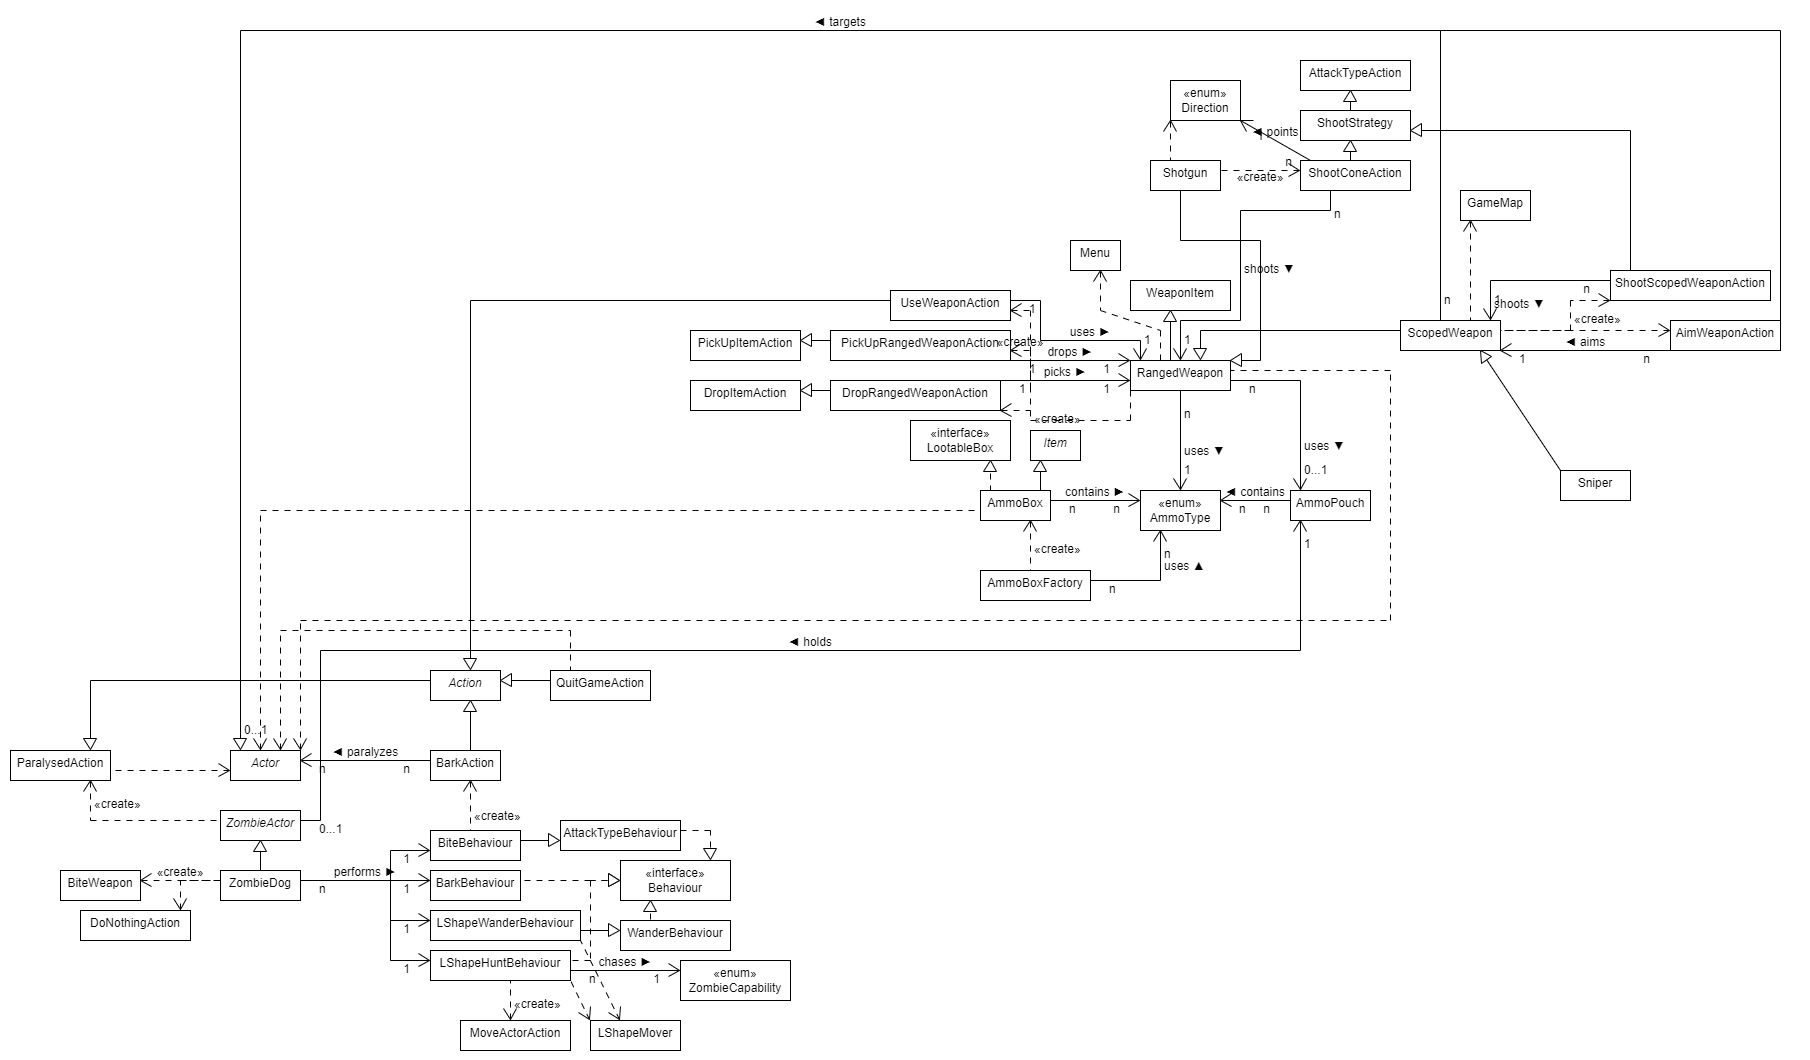 ◄ targets
AttackTypeAction
«enum»
Direction
ShootStrategy
◄ points
n
Shotgun
«create»
ShootConeAction
n
GameMap
Menu
shoots ▼
WeaponItem
ShootScopedWeaponAction
n
n
1
shoots ▼
«create»
UseWeaponAction
1
uses ►
1
1
ScopedWeapon
AimWeaponAction
◄ aims
1
n
PickUpItemAction
PickUpRangedWeaponAction
«create»
drops ►
1
1
picks ►
RangedWeapon
DropItemAction
DropRangedWeaponAction
1
1
n
«create»
n
«interface»
LootableBox
Item
uses ▼
1
uses ▼
0...1
Sniper
AmmoBox
contains ►
n
n
«enum»
AmmoType
◄ contains
n
n
AmmoPouch
«create»
n
uses ▲
1
AmmoBoxFactory
n
◄ holds
Action
QuitGameAction
0...1
ParalysedAction
Actor
◄ paralyzes
n
n
BarkAction
«create»
ZombieActor
0...1
«create»
BiteBehaviour
AttackTypeBehaviour
1
BiteWeapon
«create»
ZombieDog
performs ►
n
1
BarkBehaviour
«interface»
Behaviour
DoNothingAction
LShapeWanderBehaviour
1
WanderBehaviour
LShapeHuntBehaviour
1
chases ►
n
1
«enum»
ZombieCapability
«create»
MoveActorAction
LShapeMover